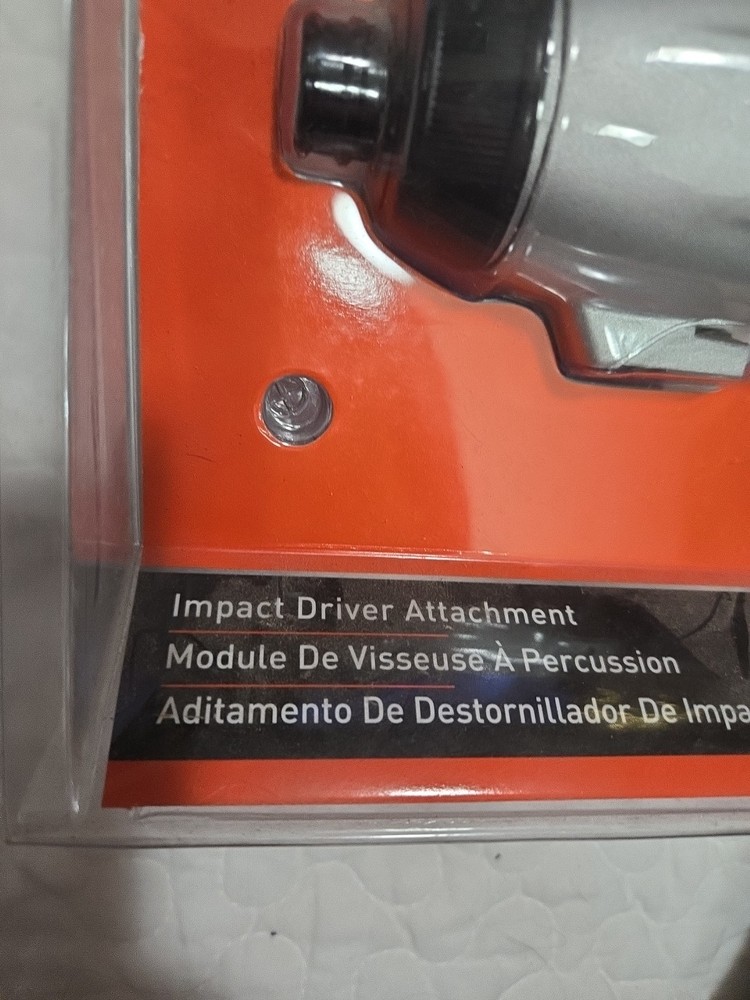 Impact Driver Attachment
Module De Visseuse À Percussion
Aditamento De Destornillador De Impa